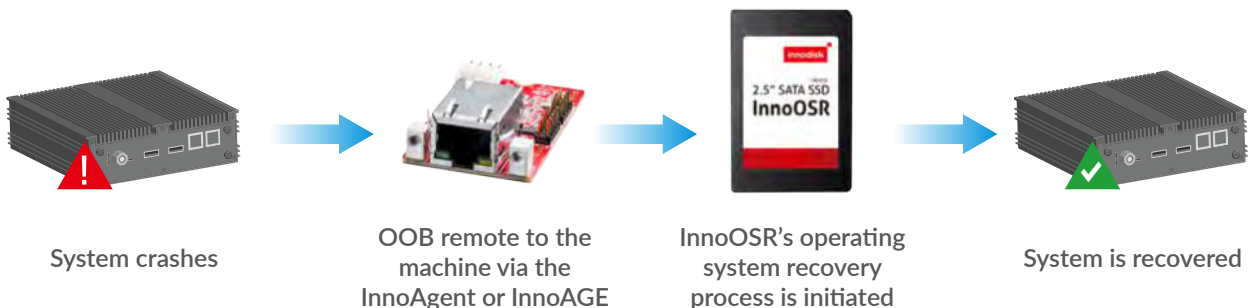 innodisk
2.5" SATA SSD
InnoOSR
System crashes
OOB remote to the
machine via the
InnoAgent or InnoAGE
InnoOSR's operating
system recovery
process is initiated
System is recovered